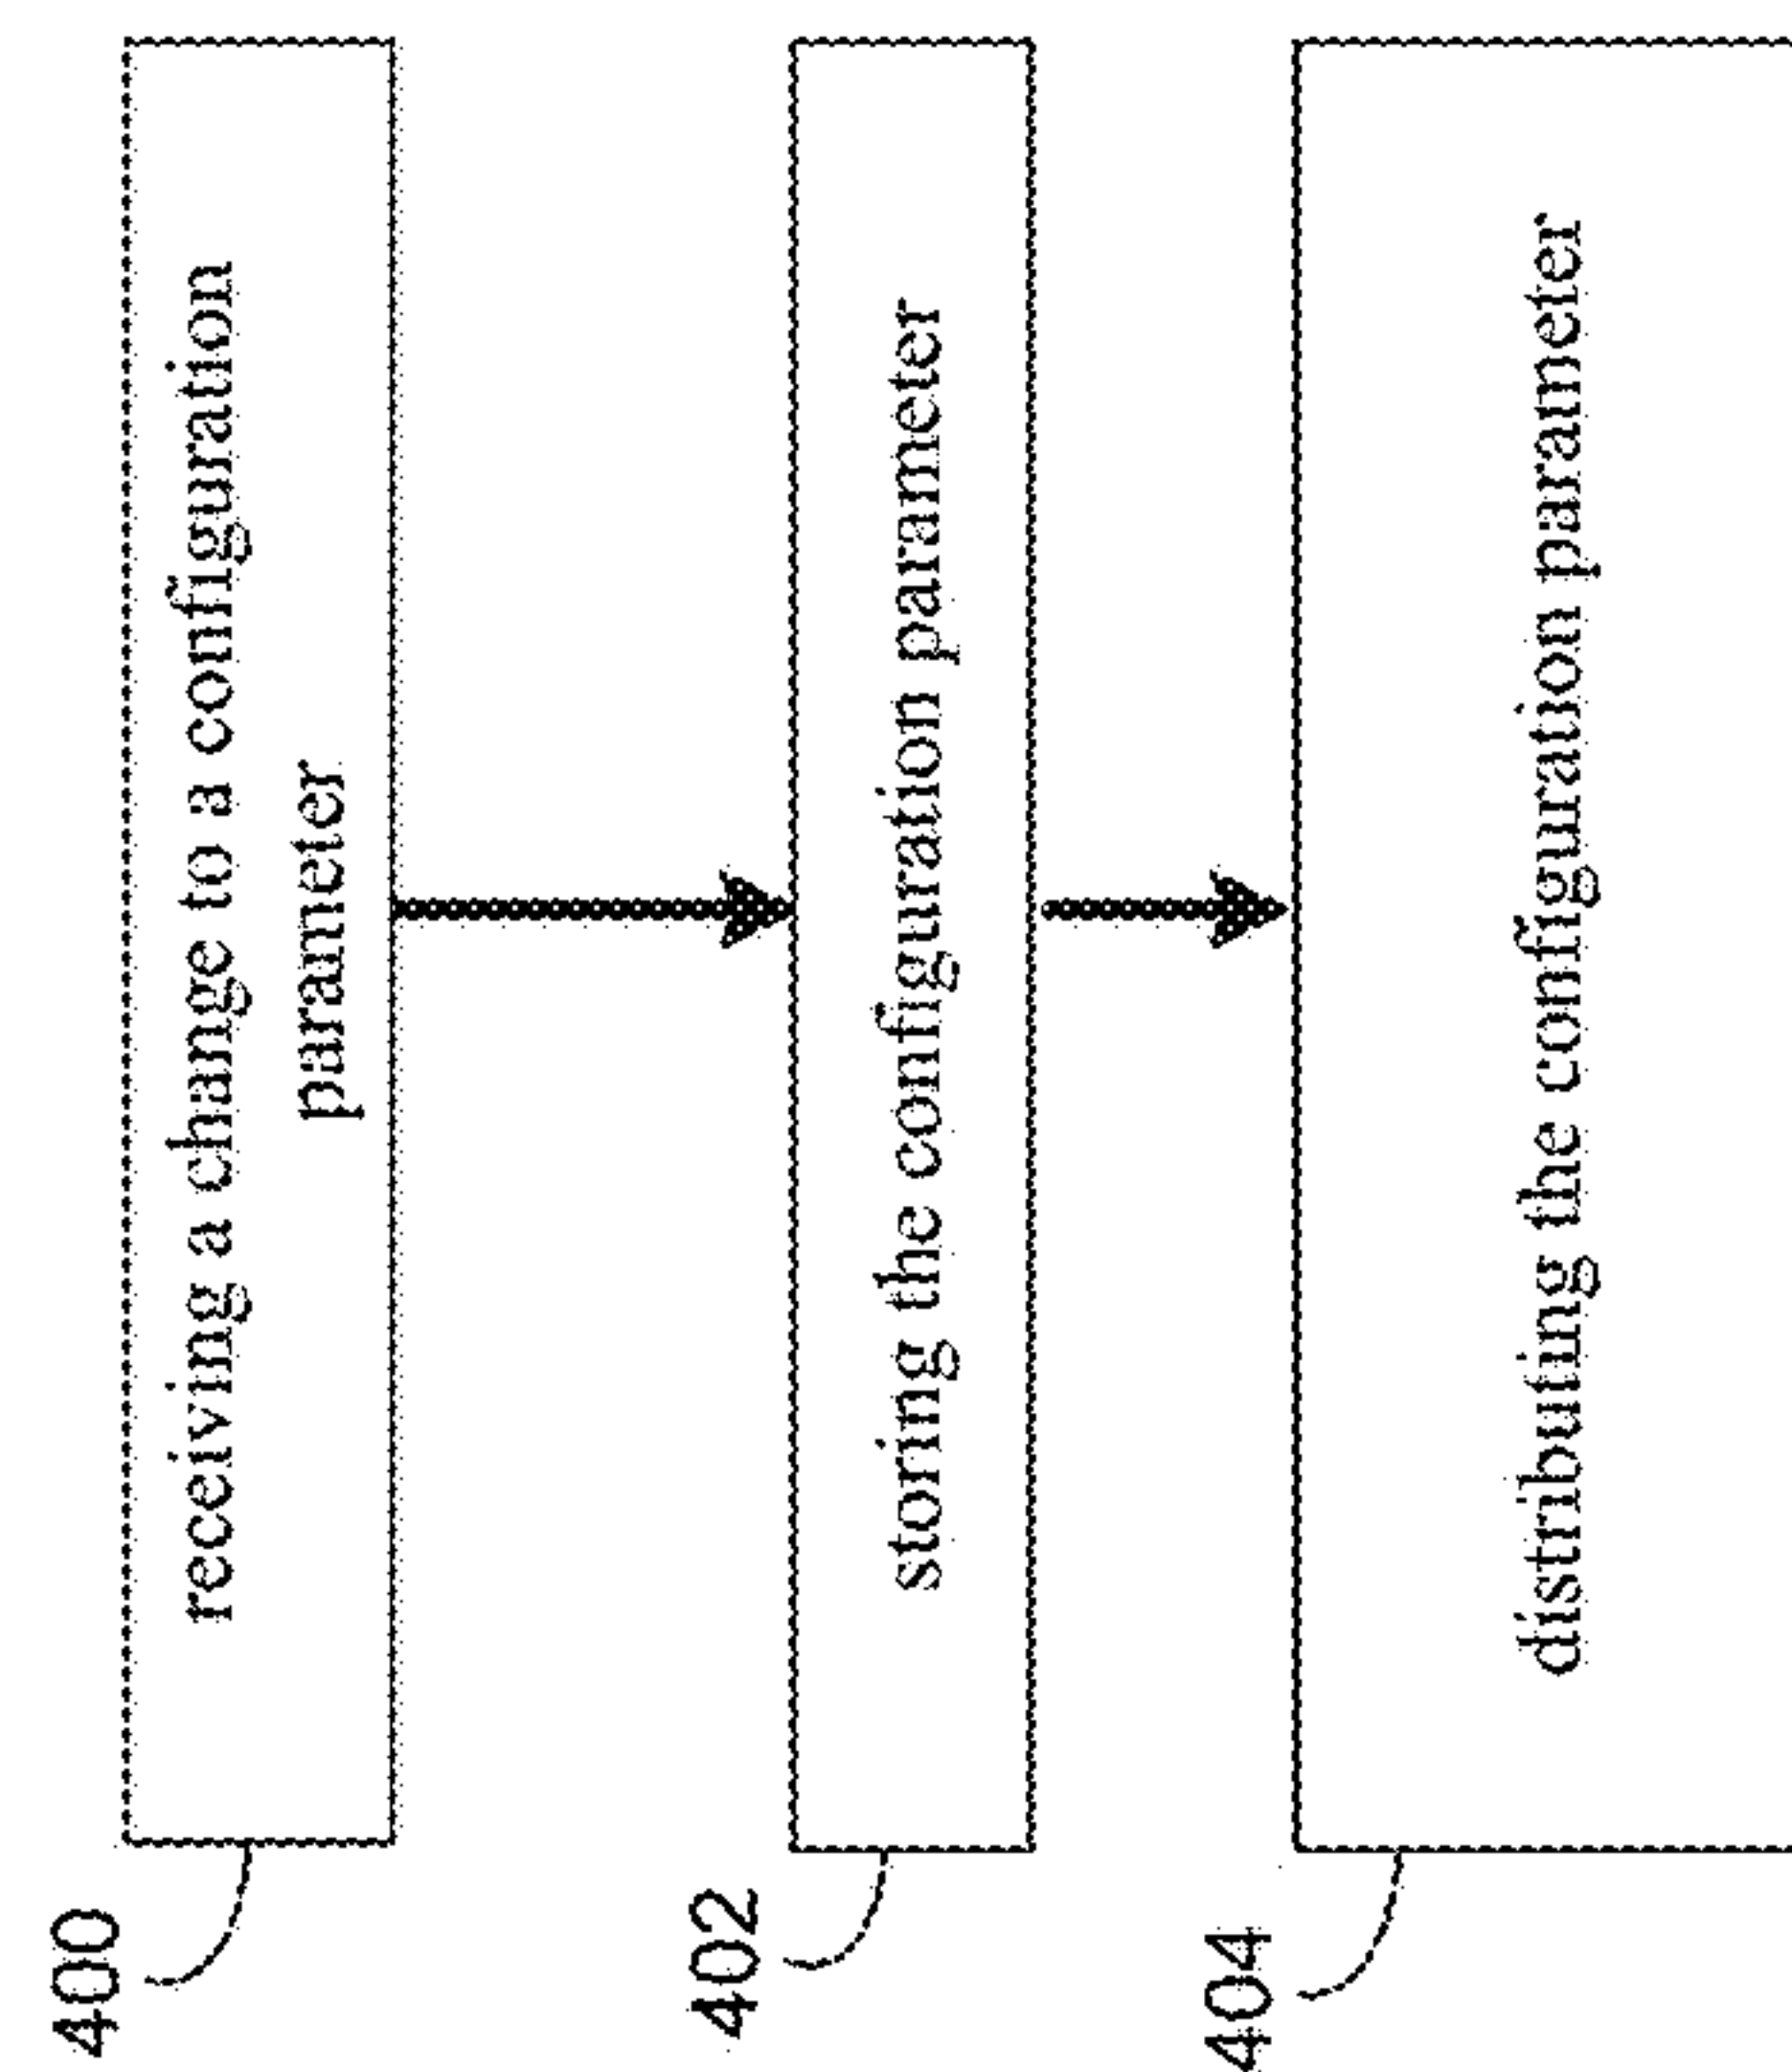 400
receiving a change to a configuration
parameter
402
storing the configuration parameter
404
distributing the configuration parameter